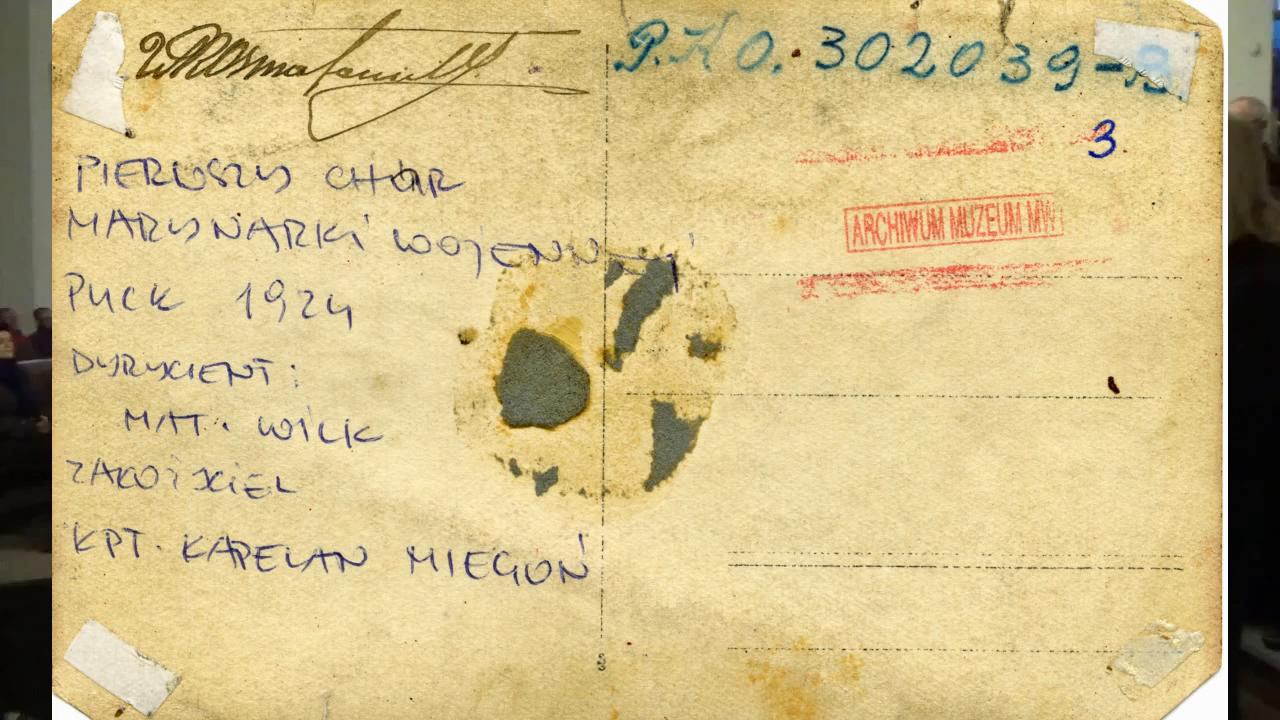 P.K.O. 302039-B.
3
ARCHIWUM MUZEUM MW
PIERWSZY CHÓR
MARYNARKI WOJENNEJ
PUCK 1924
DYRYGENT:
MAT. WILK
ZAŁOŻYCIEL
KPT. KAPELAN MIEGOŃ